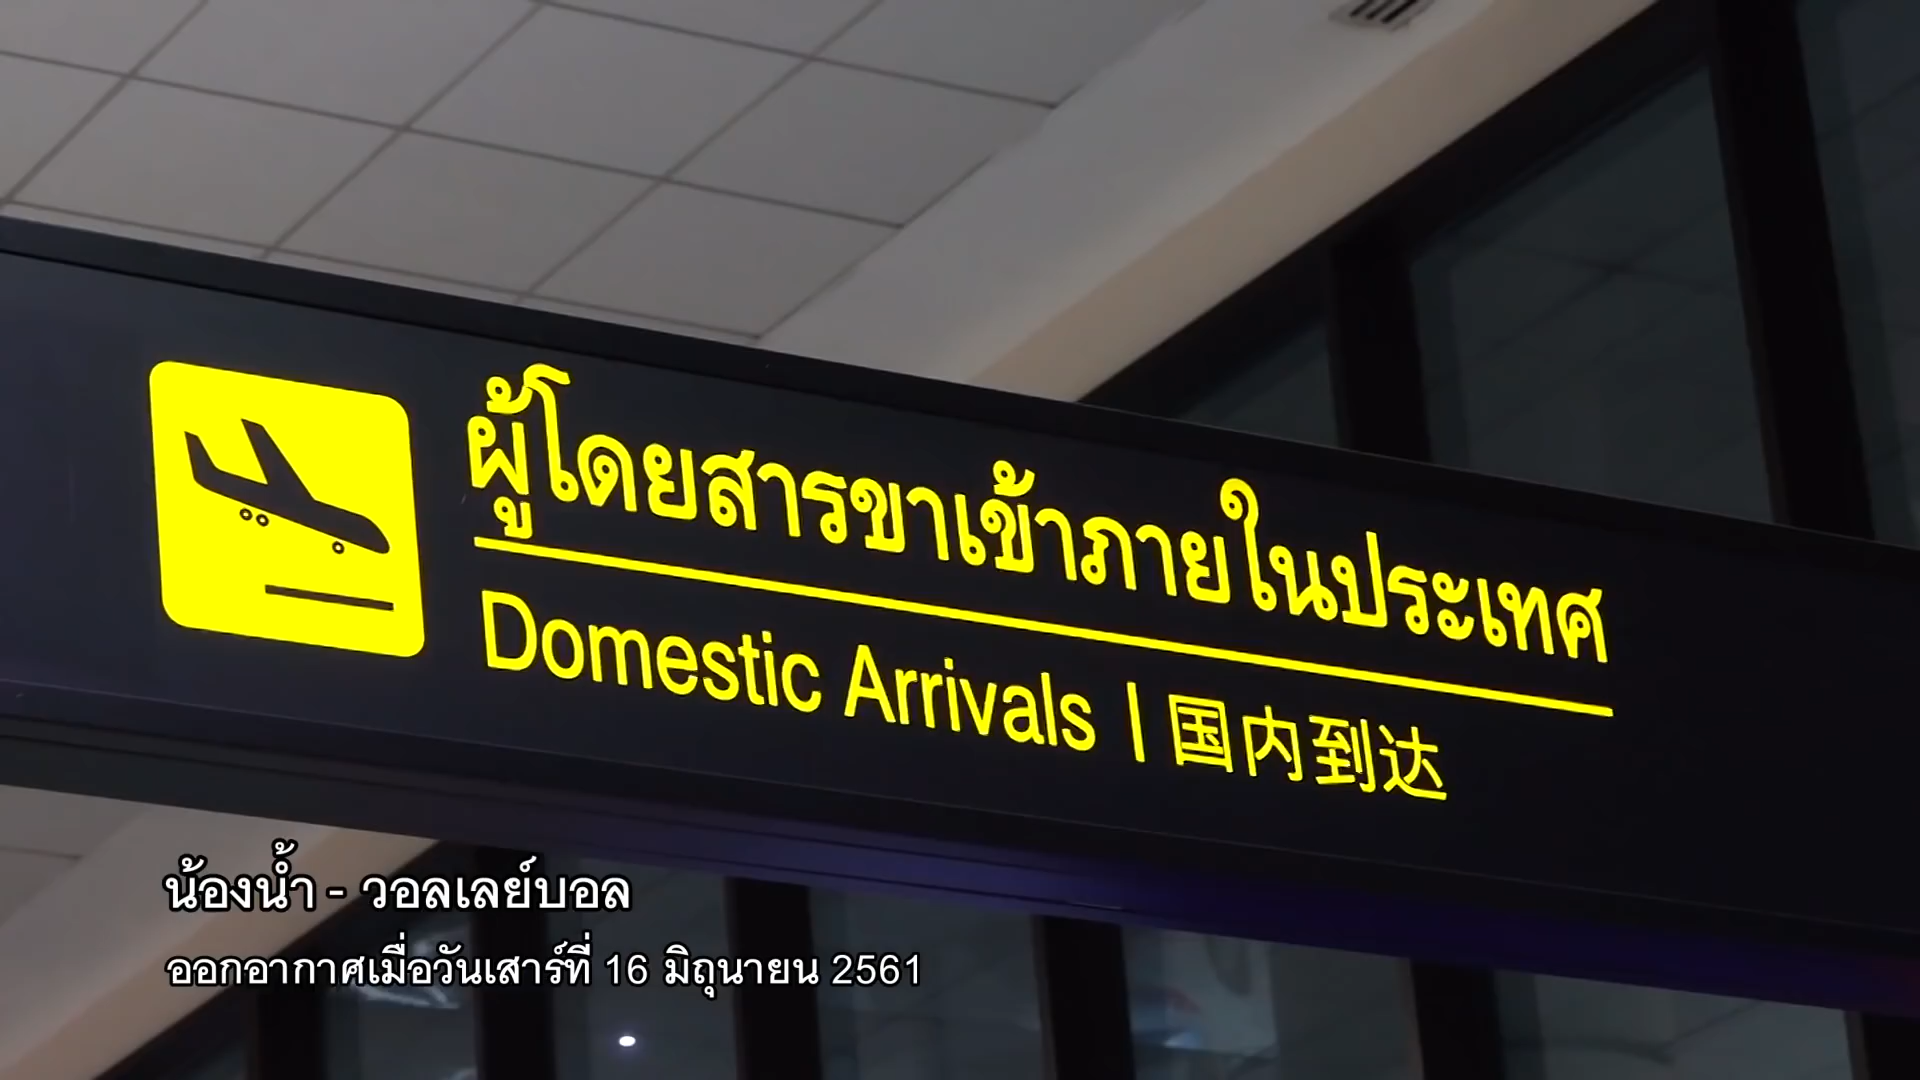 ผู้โดยสารขาเข้าภายในประเทศ
Domestic Arrivals | 国内到达
น้องน้ำ - วอลเลย์บอล
ออกอากาศเมื่อวันเสาร์ที่ 16 มิถุนายน 2561